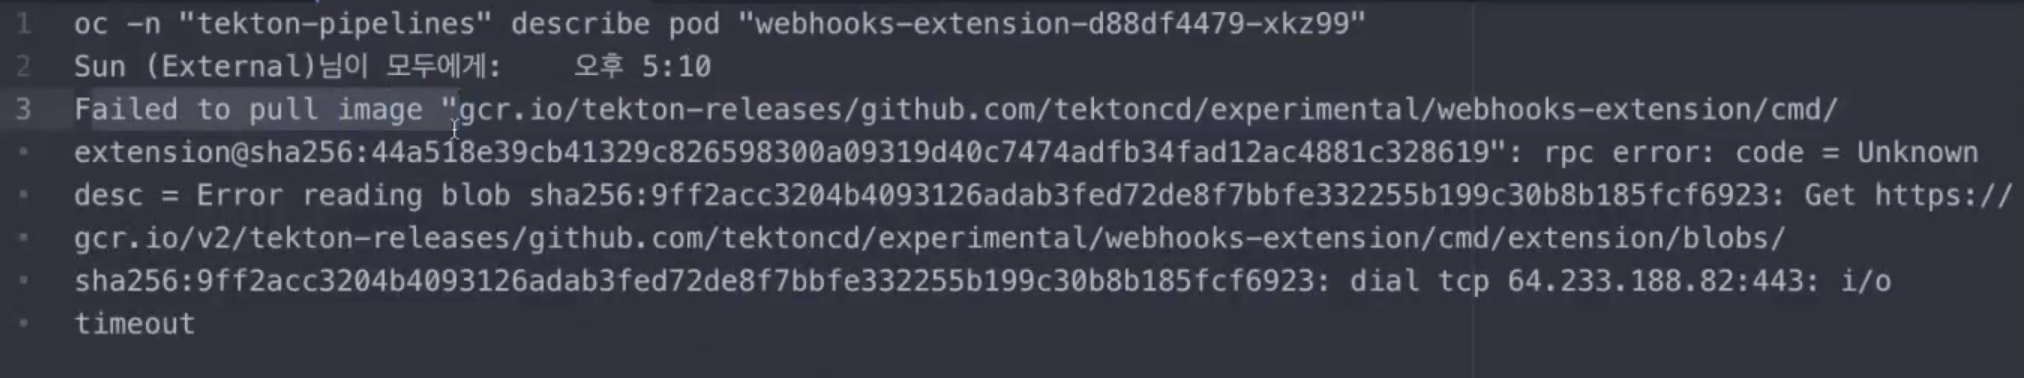 1 oc -n "tekton-pipelines" describe pod "webhooks-extension-d88df4479-xkz99"
2 Sun (External)님이 모두에게: 오후 5:10
3 Failed to pull image "gcr.io/tekton-releases/github.com/tektoncd/experimental/webhooks-extension/cmd/
extension@sha256:44a518e39cb41329c826598300a09319d40c7474adfb34fad12ac4881c328619": rpc error: code = Unknown
desc = Error reading blob sha256:9ff2acc3204b4093126adab3fed72de8f7bbfe332255b199c30b8b185fcf6923: Get https://
gcr.io/v2/tekton-releases/github.com/tektoncd/experimental/webhooks-extension/cmd/extension/blobs/
sha256:9ff2acc3204b4093126adab3fed72de8f7bbfe332255b199c30b8b185fcf6923: dial tcp 64.233.188.82:443: i/o
timeout